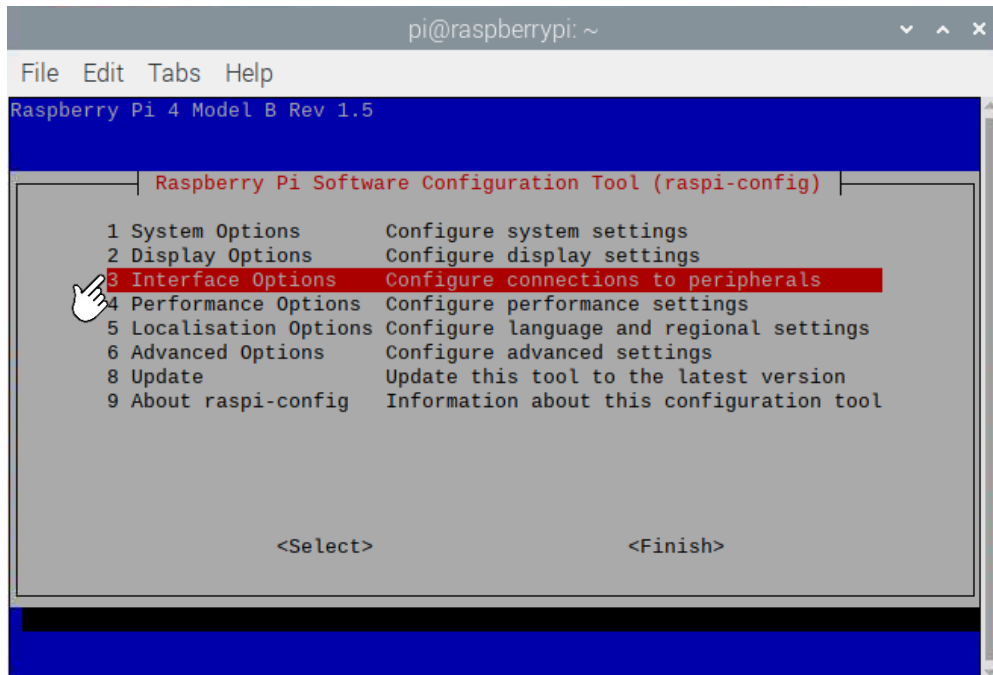 pi@raspberrypi: ~
File Edit Tabs Help
Raspberry Pi 4 Model B Rev 1.5
Raspberry Pi Software Configuration Tool (raspi-config)
1 System Options Configure system settings
2 Display Options Configure display settings
3 Interface Options Configure connections to peripherals
4 Performance Options Configure performance settings
5 Localisation Options Configure language and regional settings
6 Advanced Options Configure advanced settings
8 Update Update this tool to the latest version
9 About raspi-config Information about this configuration tool
<Select> <Finish>